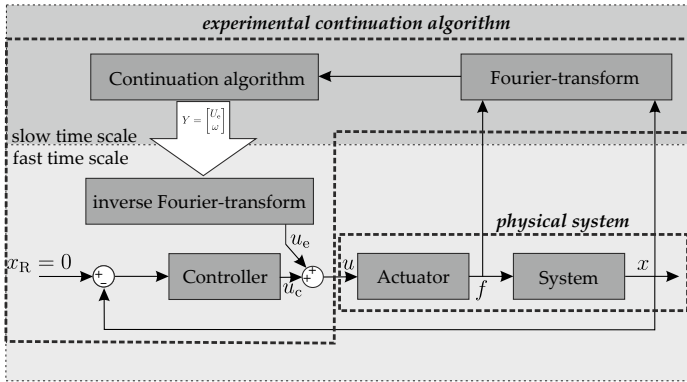 experimental continuation algorithm
Continuation algorithm
Fourier-transform
Y = [U_e ω]
slow time scale
fast time scale
inverse Fourier-transform
physical system
u_e
x_R = 0
+
−
Controller
u_c
+
+
u
Actuator
f
System
x